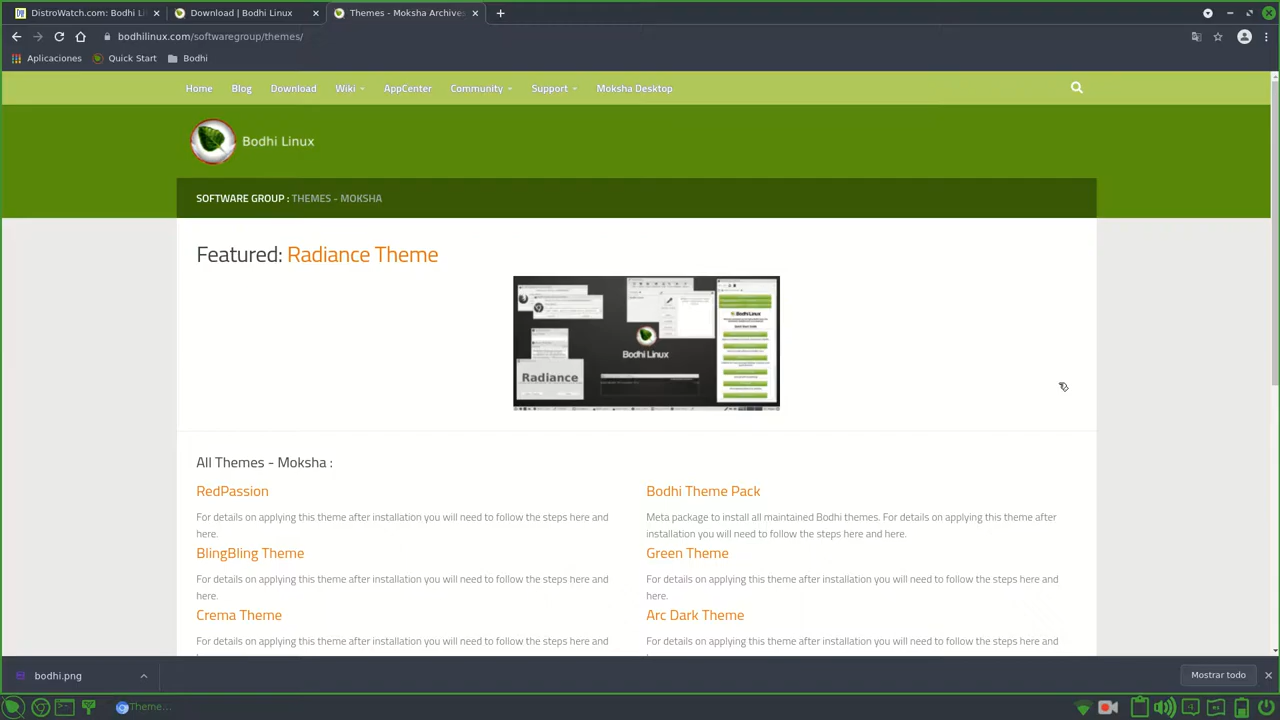 DistroWatch.com: Bodhi Li
Download | Bodhi Linux
Themes - Moksha Archives
bodhilinux.com/softwaregroup/themes/
Aplicaciones
Quick Start
Bodhi
Home
Blog
Download
Wiki
AppCenter
Community
Support
Moksha Desktop
Bodhi Linux
SOFTWARE GROUP : THEMES - MOKSHA
Featured: Radiance Theme
Bodhi Linux
Bodhi Linux
Radiance
All Themes - Moksha :
RedPassion
For details on applying this theme after installation you will need to follow the steps here and
here.
Bodhi Theme Pack
Meta package to install all maintained Bodhi themes. For details on applying this theme after
installation you will need to follow the steps here and here.
BlingBling Theme
For details on applying this theme after installation you will need to follow the steps here and
here.
Green Theme
For details on applying this theme after installation you will need to follow the steps here and
here.
Crema Theme
For details on applying this theme after installation you will need to follow the steps here and
Arc Dark Theme
For details on applying this theme after installation you will need to follow the steps here and
bodhi.png
Mostrar todo
Theme...